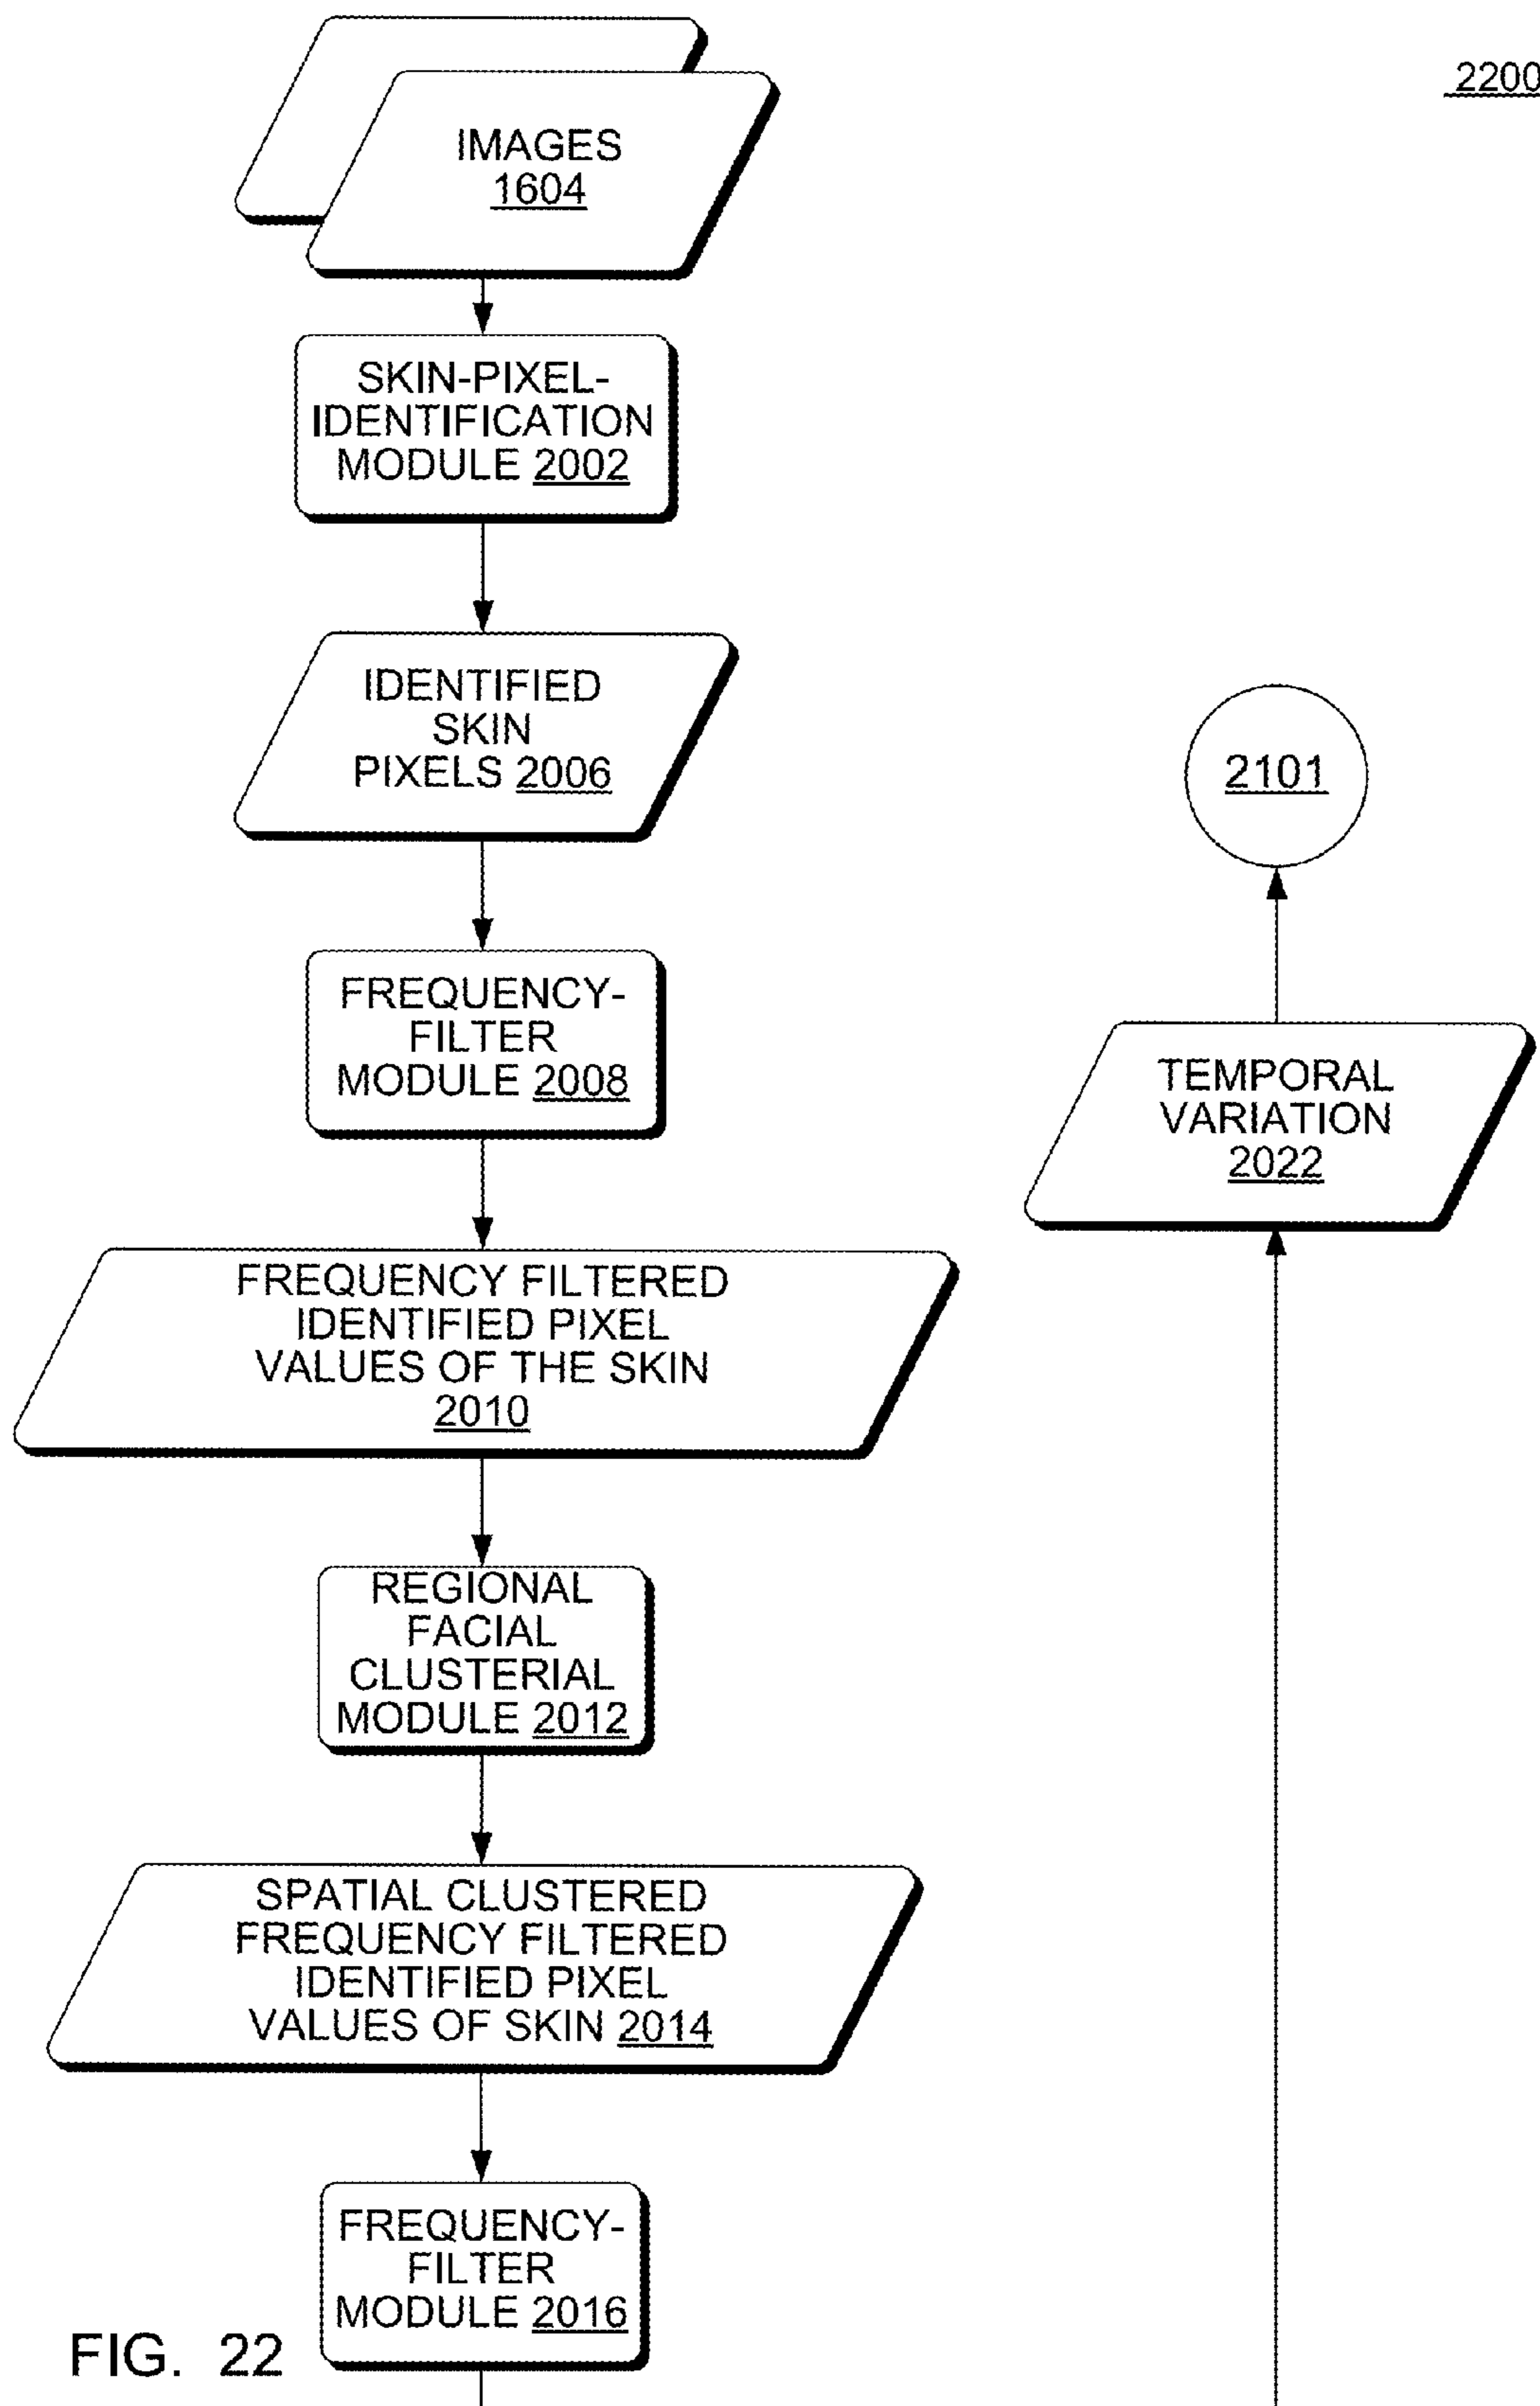 2200
IMAGES
1604
SKIN-PIXEL-
IDENTIFICATION
MODULE 2002
IDENTIFIED
SKIN
PIXELS 2006
FREQUENCY-
FILTER
MODULE 2008
FREQUENCY FILTERED
IDENTIFIED PIXEL
VALUES OF THE SKIN
2010
REGIONAL
FACIAL
CLUSTERIAL
MODULE 2012
SPATIAL CLUSTERED
FREQUENCY FILTERED
IDENTIFIED PIXEL
VALUES OF SKIN 2014
FREQUENCY-
FILTER
MODULE 2016
2101
TEMPORAL
VARIATION
2022
FIG. 22